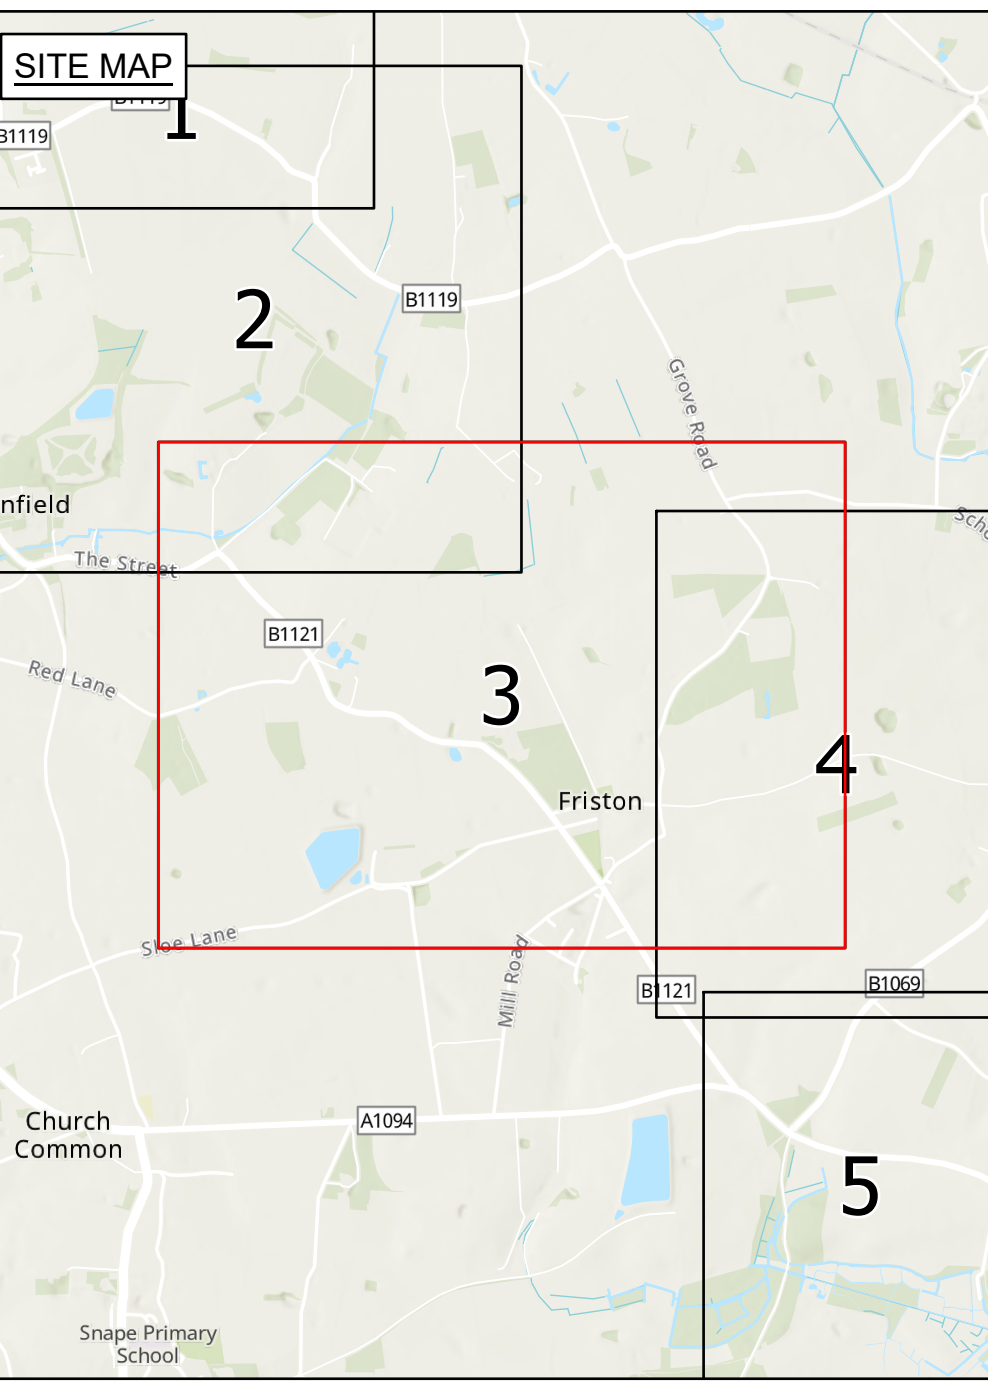 SITE MAP
B1119
1
B1119
2
B1119
Grove Road
nfield
The Street
B1121
Red Lane
3
4
Friston
Sloe Lane
Mill Road
B1121
B1069
A1094
Church
Common
5
Snape Primary
School